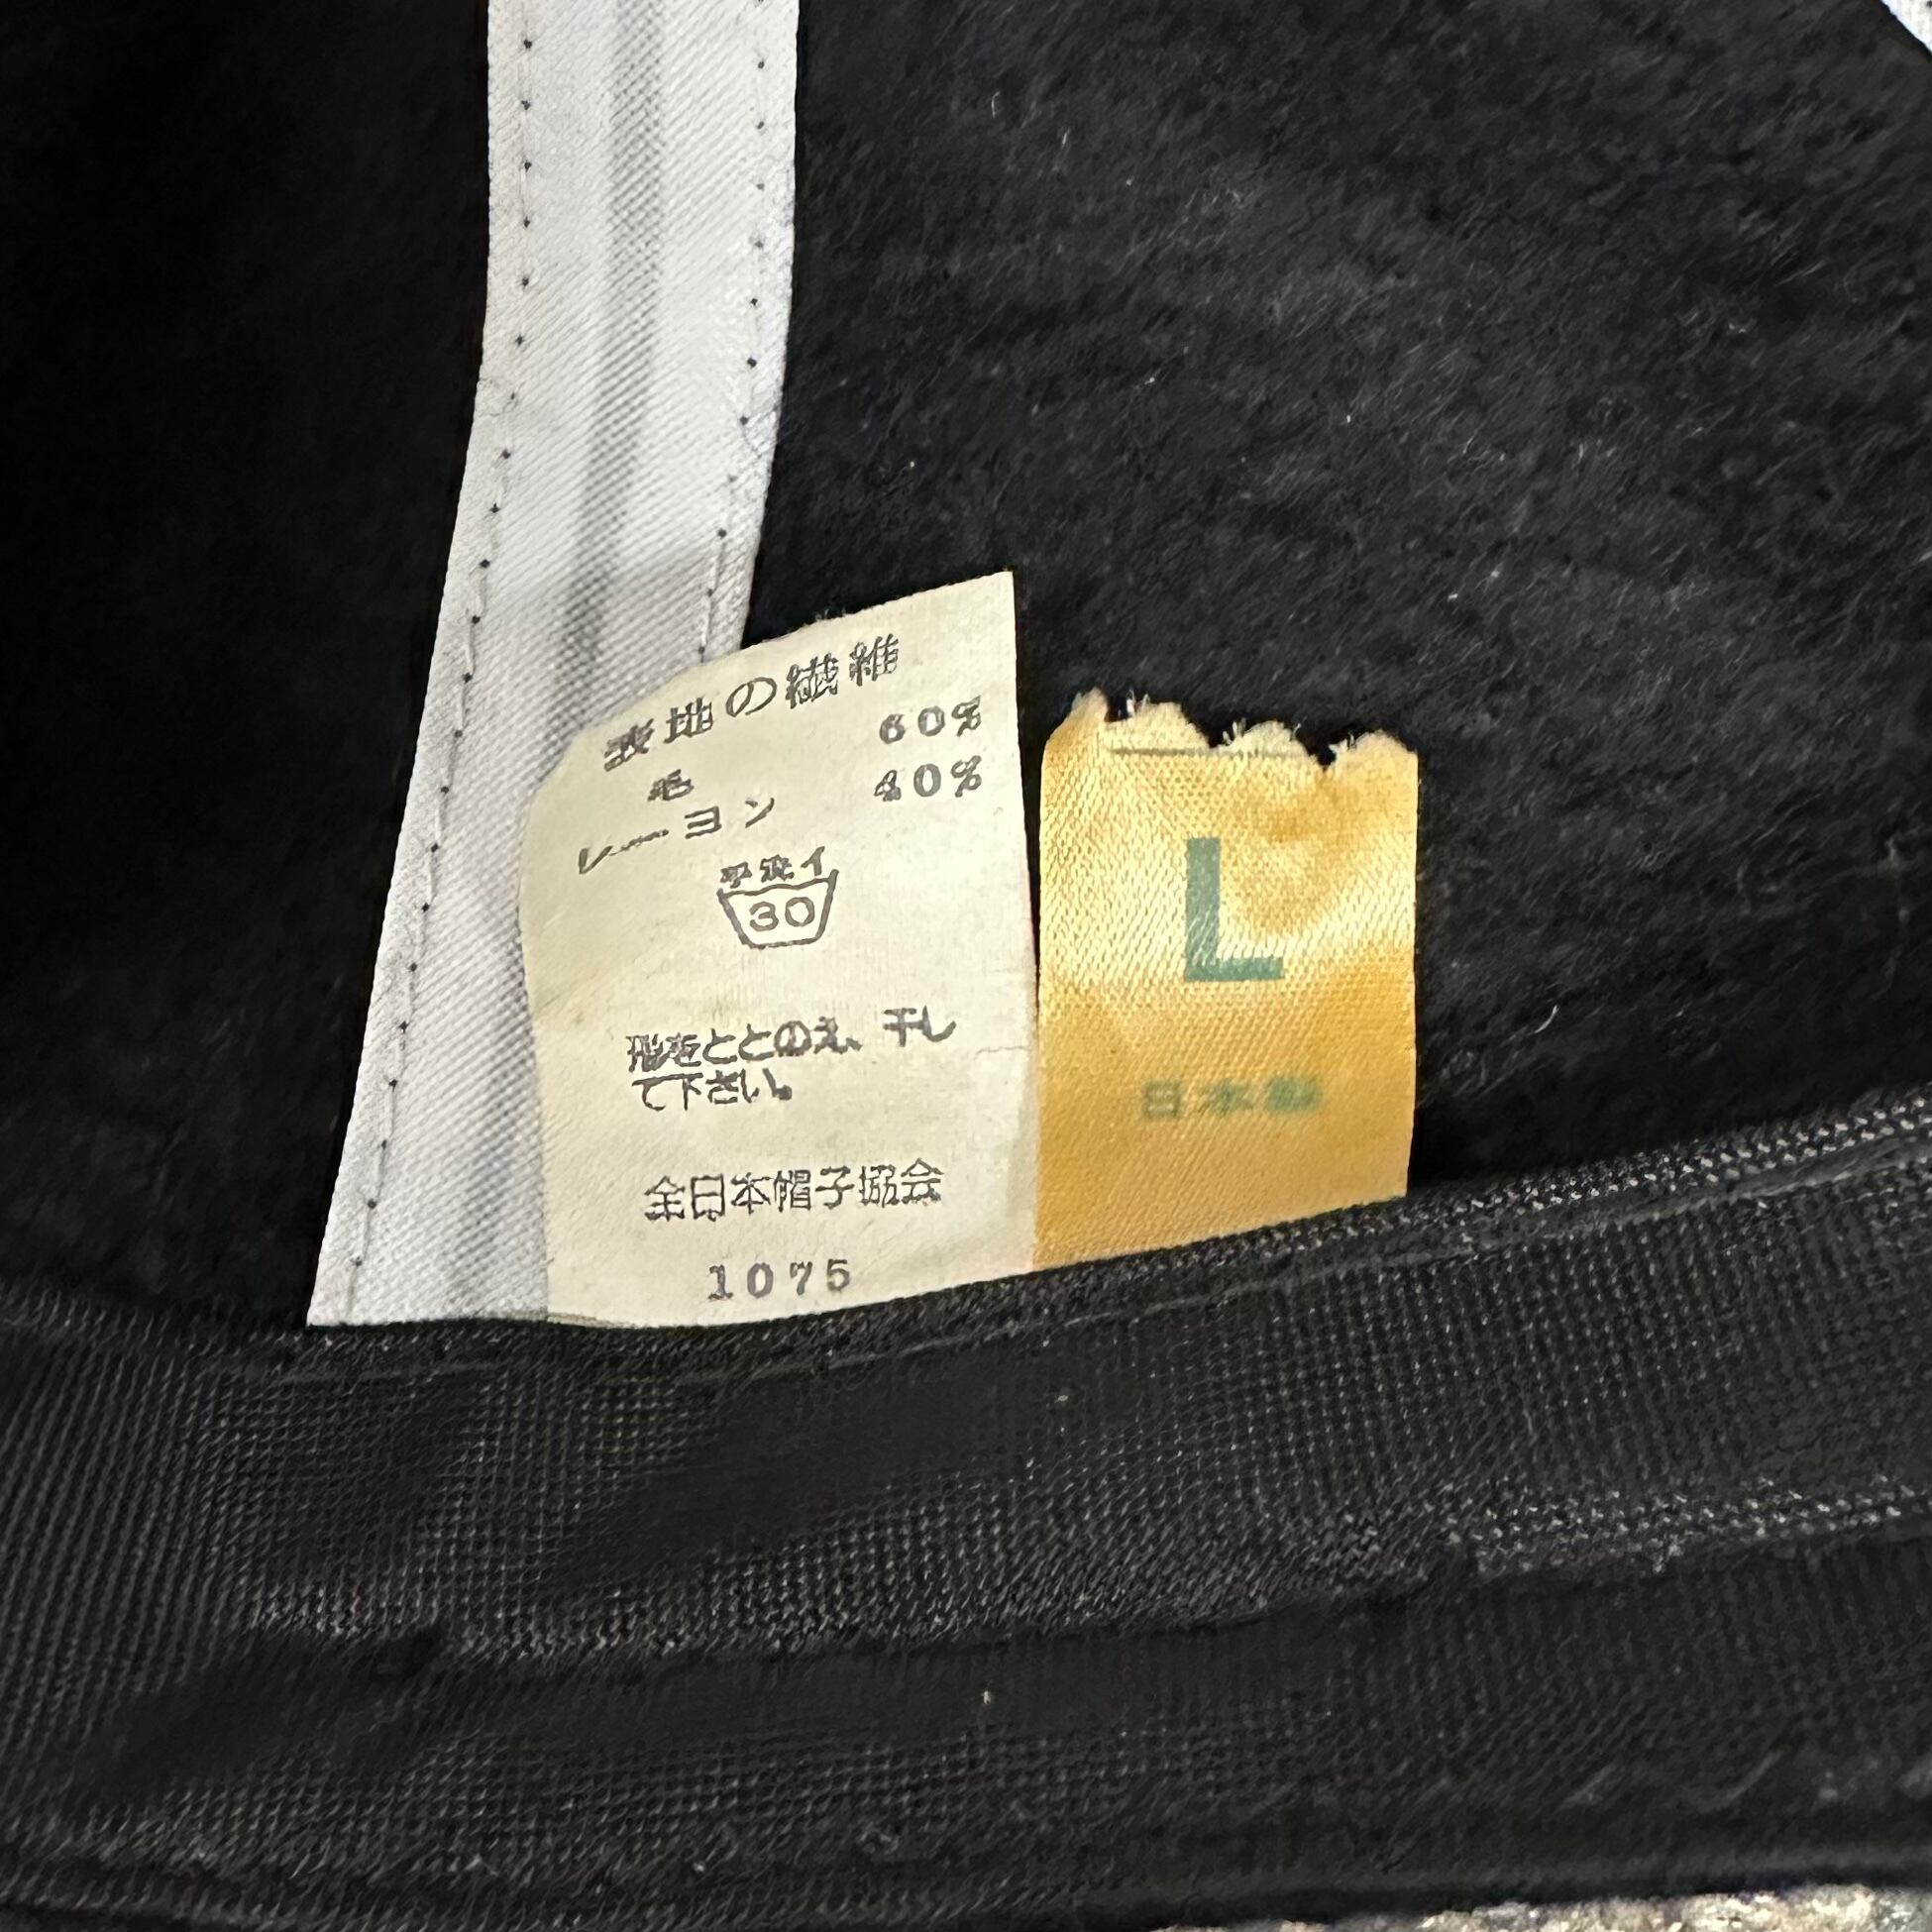 表地の繊維
毛 60%
レーヨン 40%
手洗イ
30
形をととのえ、干し
て下さい。
全日本帽子協会
1075
L
日本製